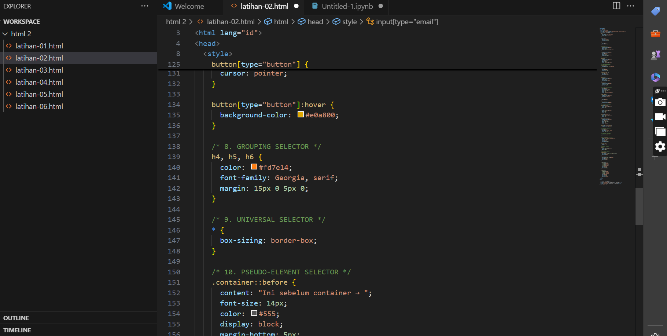 EXPLORER
WORKSPACE
html 2
latihan-01.html
latihan-02.html
latihan-03.html
latihan-04.html
latihan-05.html
latihan-06.html
OUTLINE
TIMELINE
Welcome
latihan-02.html
Untitled-1.ipynb
html 2 > latihan-02.html > html > head > style > input[type="email"]
3 <html lang="id">
4 <head>
8 <style>
125 button[type="button"] {
131 cursor: pointer;
132 }
133
134 button[type="button"]:hover {
135 background-color: #e0a800;
136 }
137
138 /* 8. GROUPING SELECTOR */
139 h4, h5, h6 {
140 color: #fd7e14;
141 font-family: Georgia, serif;
142 margin: 15px 0 5px 0;
143 }
144
145 /* 9. UNIVERSAL SELECTOR */
146 * {
147 box-sizing: border-box;
148 }
149
150 /* 10. PSEUDO-ELEMENT SELECTOR */
151 .container::before {
152 content: "Ini sebelum container → ";
153 font-size: 14px;
154 color: #555;
155 display: block;
156 margin-bottom: 5px;